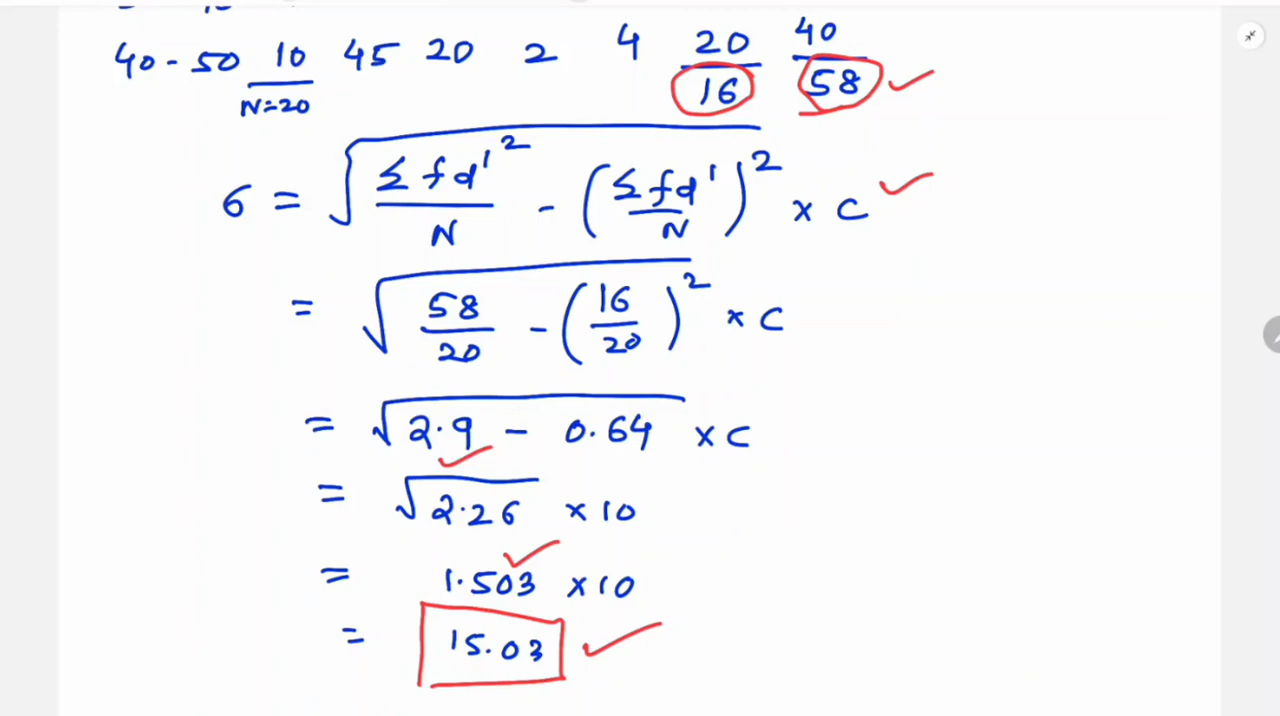 40 - 50 10 45 20 2 4 20 40
N=20 16 58
6 = √ Σfd'² / N - (Σfd' / N)² × C
= √ 58/20 - (16/20)² × C
= √ 2.9 - 0.64 × C
= √ 2.26 × 10
= 1.503 × 10
= 15.03